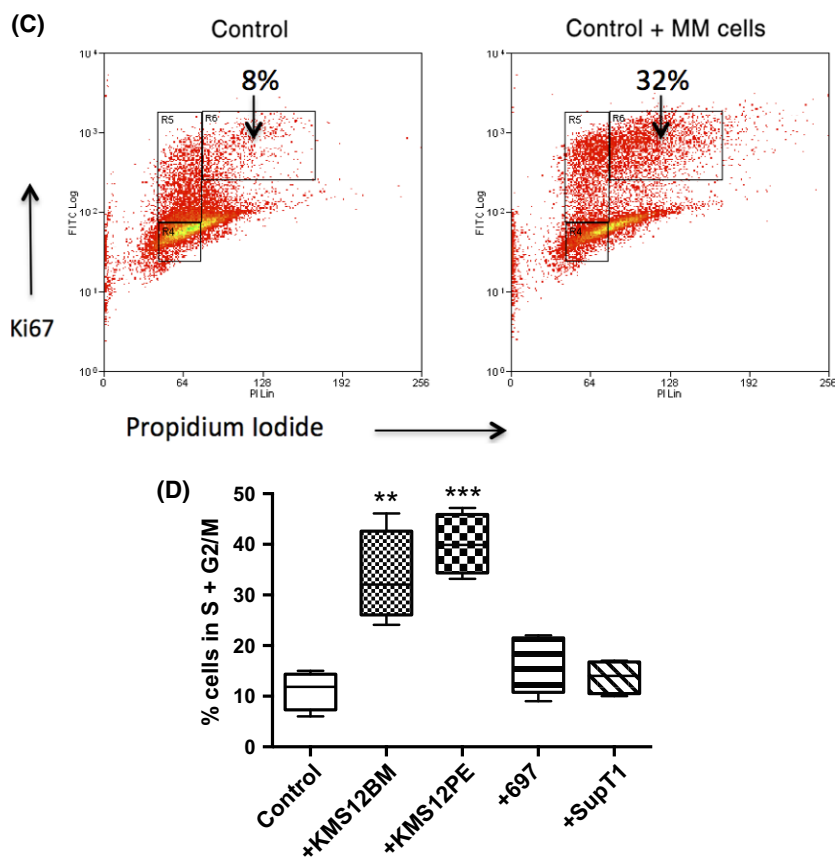 (C)
Control
Control + MM cells
10⁴
10³
10²
10¹
10⁰
FITC Log
8%
R5
R6
R4
0
64
128
192
256
PI Lin
10⁴
10³
10²
10¹
10⁰
FITC Log
32%
R5
R6
R4
0
64
128
192
256
PI Lin
Ki67
Propidium Iodide
(D)
% cells in S + G2/M
50
40
30
20
10
0
**
***
Control
+KMS12BM
+KMS12PE
+697
+SupT1